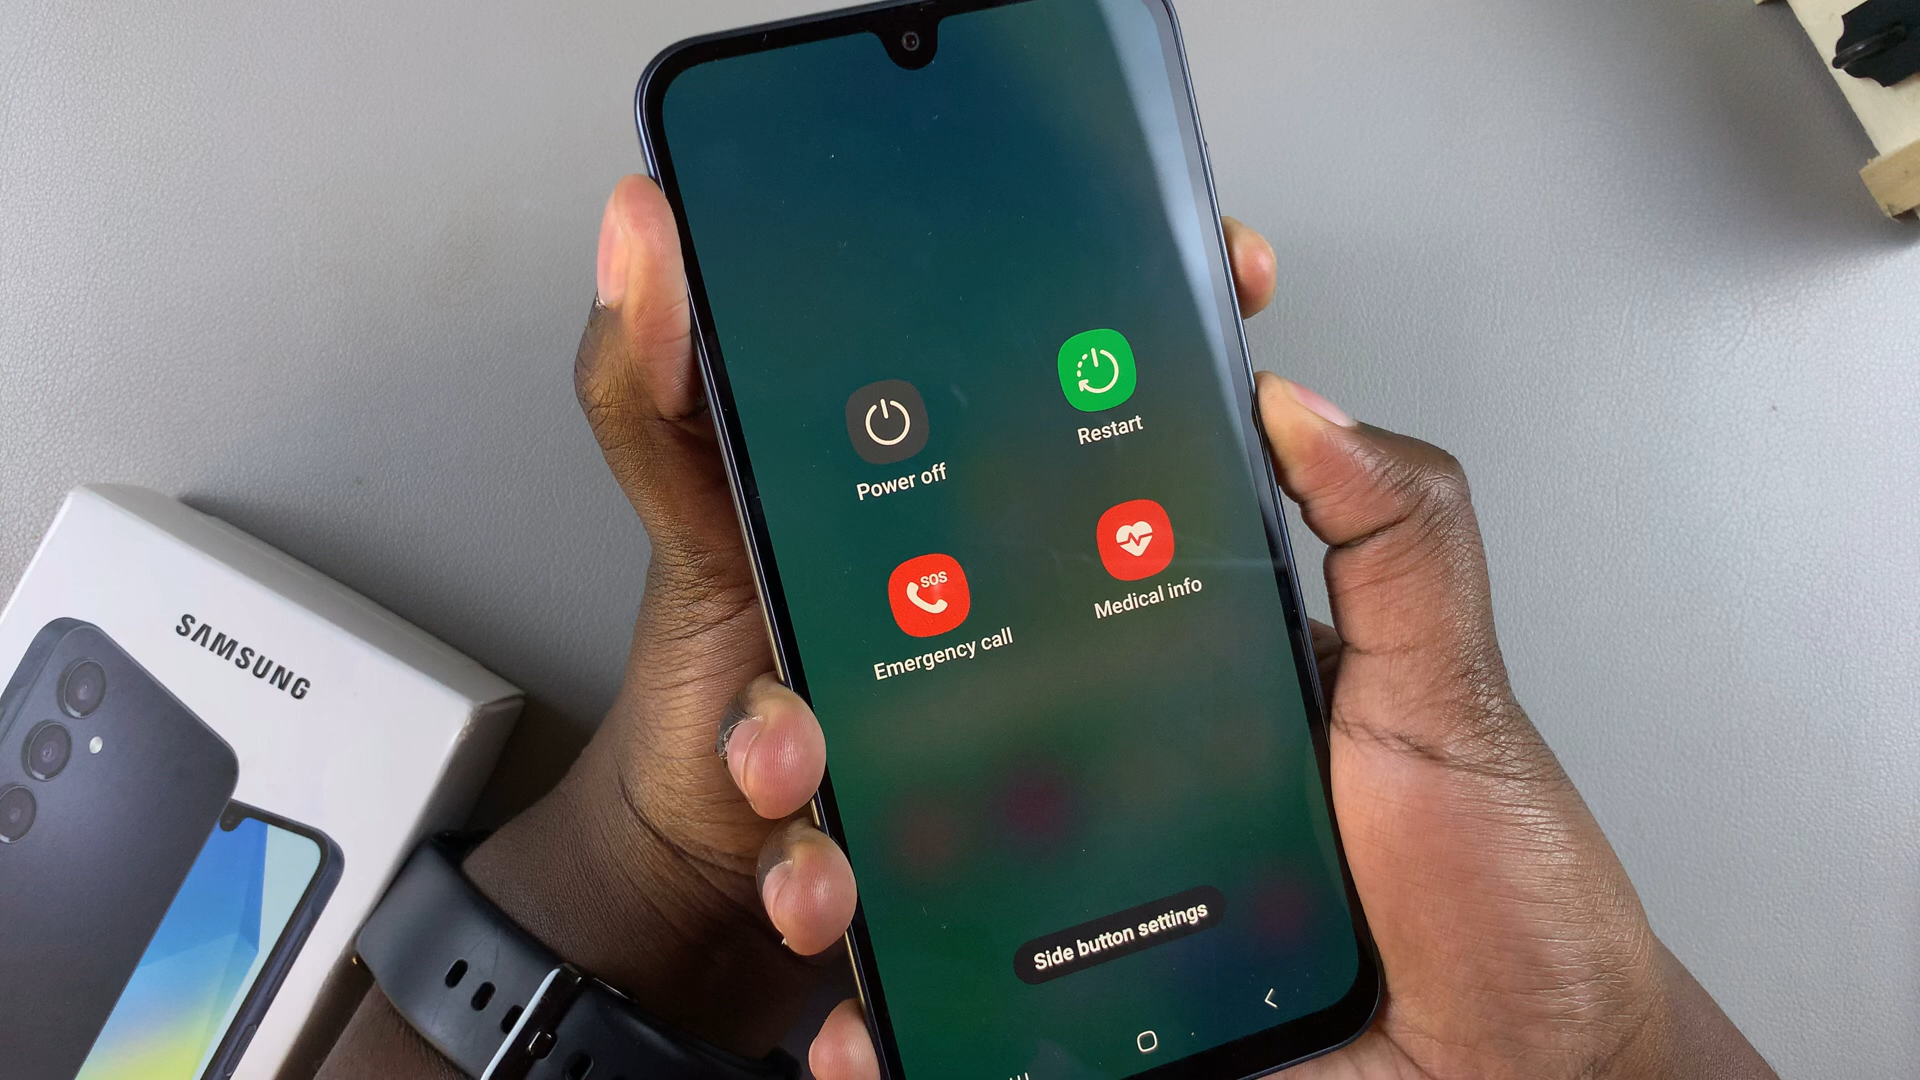 Restart
Power off
SOS
Medical info
Emergency call
SAMSUNG
Side button settings